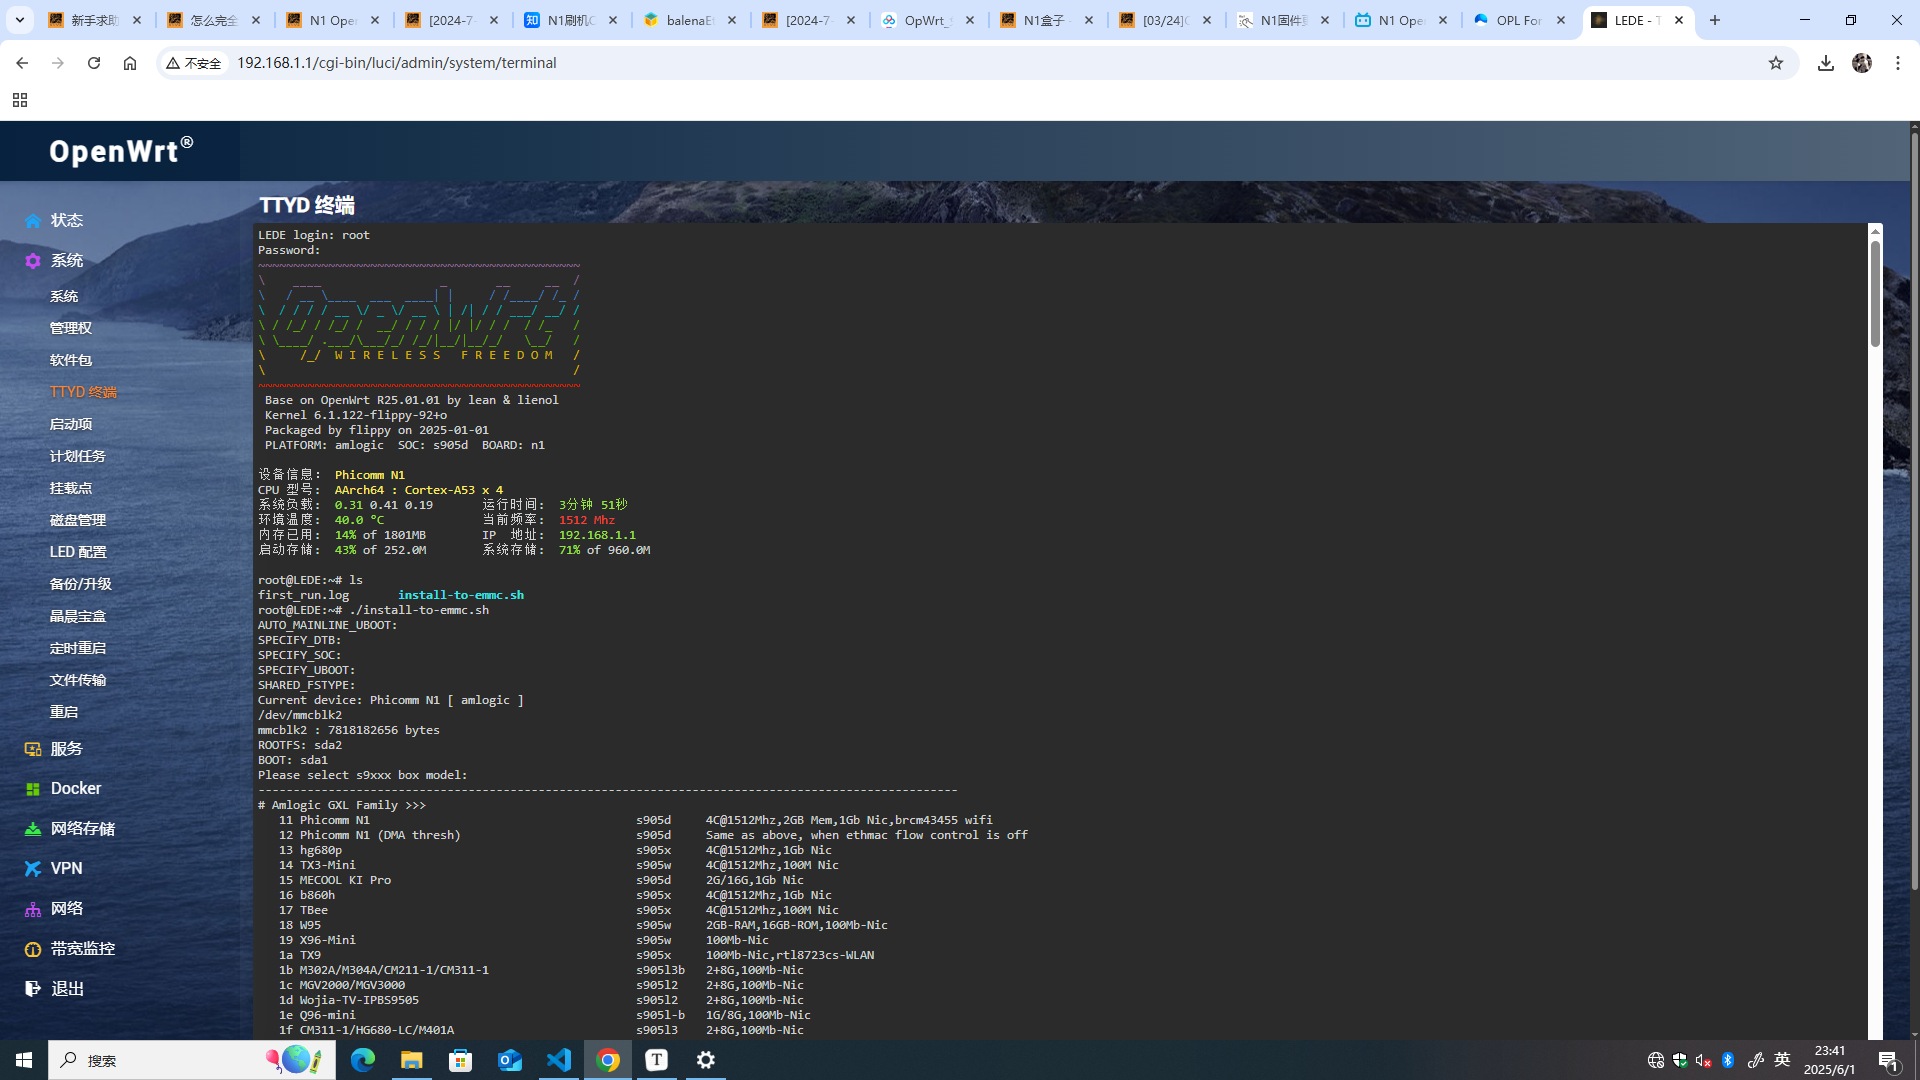 新手求助
怎么完全
N1 Oper
[2024-7-
N1刷机O
balenaEt
[2024-7-
OpWrt_
N1盒子 -
[03/24]O
N1固件更
N1 Ope
OPL For
LEDE - T
不安全
192.168.1.1/cgi-bin/luci/admin/system/terminal
OpenWrt®
状态
系统
系统
管理权
软件包
TTYD 终端
启动项
计划任务
挂载点
磁盘管理
LED 配置
备份/升级
晶晨宝盒
定时重启
文件传输
重启
服务
Docker
网络存储
VPN
网络
带宽监控
退出
TTYD 终端
LEDE login: root
Password:
W I R E L E S S   F R E E D O M
Base on OpenWrt R25.01.01 by lean & lienol
Kernel 6.1.122-flippy-92+o
Packaged by flippy on 2025-01-01
PLATFORM: amlogic  SOC: s905d  BOARD: n1
设备信息： Phicomm N1
CPU 型号： AArch64 : Cortex-A53 x 4
系统负载： 0.31 0.41 0.19 运行时间： 3分钟 51秒
环境温度： 40.0 °C 当前频率： 1512 Mhz
内存已用： 14% of 1801MB IP 地址： 192.168.1.1
启动存储： 43% of 252.0M 系统存储： 71% of 960.0M
root@LEDE:~# ls
first_run.log install-to-emmc.sh
root@LEDE:~# ./install-to-emmc.sh
AUTO_MAINLINE_UBOOT:
SPECIFY_DTB:
SPECIFY_SOC:
SPECIFY_UBOOT:
SHARED_FSTYPE:
Current device: Phicomm N1 [ amlogic ]
/dev/mmcblk2
mmcblk2 : 7818182656 bytes
ROOTFS: sda2
BOOT: sda1
Please select s9xxx box model:
----------------------------------------------------------------------------------------------------
# Amlogic GXL Family >>>
11 Phicomm N1 s905d 4C@1512Mhz,2GB Mem,1Gb Nic,brcm43455 wifi
12 Phicomm N1 (DMA thresh) s905d Same as above, when ethmac flow control is off
13 hg680p s905x 4C@1512Mhz,1Gb Nic
14 TX3-Mini s905w 4C@1512Mhz,100M Nic
15 MECOOL KI Pro s905d 2G/16G,1Gb Nic
16 b860h s905x 4C@1512Mhz,1Gb Nic
17 TBee s905x 4C@1512Mhz,100M Nic
18 W95 s905w 2GB-RAM,16GB-ROM,100Mb-Nic
19 X96-Mini s905w 100Mb-Nic
1a TX9 s905x 100Mb-Nic,rtl8723cs-WLAN
1b M302A/M304A/CM211-1/CM311-1 s905l3b 2+8G,100Mb-Nic
1c MGV2000/MGV3000 s905l2 2+8G,100Mb-Nic
1d Wojia-TV-IPBS9505 s905l2 2+8G,100Mb-Nic
1e Q96-mini s905l-b 1G/8G,100Mb-Nic
1f CM311-1/HG680-LC/M401A s905l3 2+8G,100Mb-Nic
搜索
T
英
23:41
2025/6/1
1